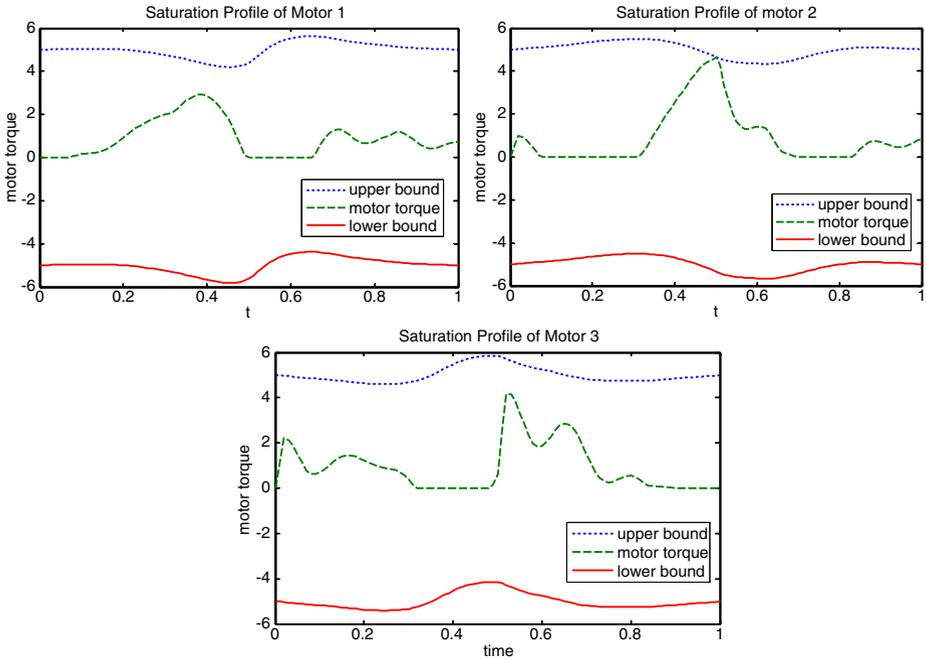 Saturation Profile of Motor 1
6
4
2
0
-2
-4
-6
motor torque
upper bound
motor torque
lower bound
0
0.2
0.4
0.6
0.8
1
t
Saturation Profile of motor 2
6
4
2
0
-2
-4
-6
motor torque
upper bound
motor torque
lower bound
0
0.2
0.4
0.6
0.8
1
t
Saturation Profile of Motor 3
6
4
2
0
-2
-4
-6
motor torque
upper bound
motor torque
lower bound
0
0.2
0.4
0.6
0.8
1
time